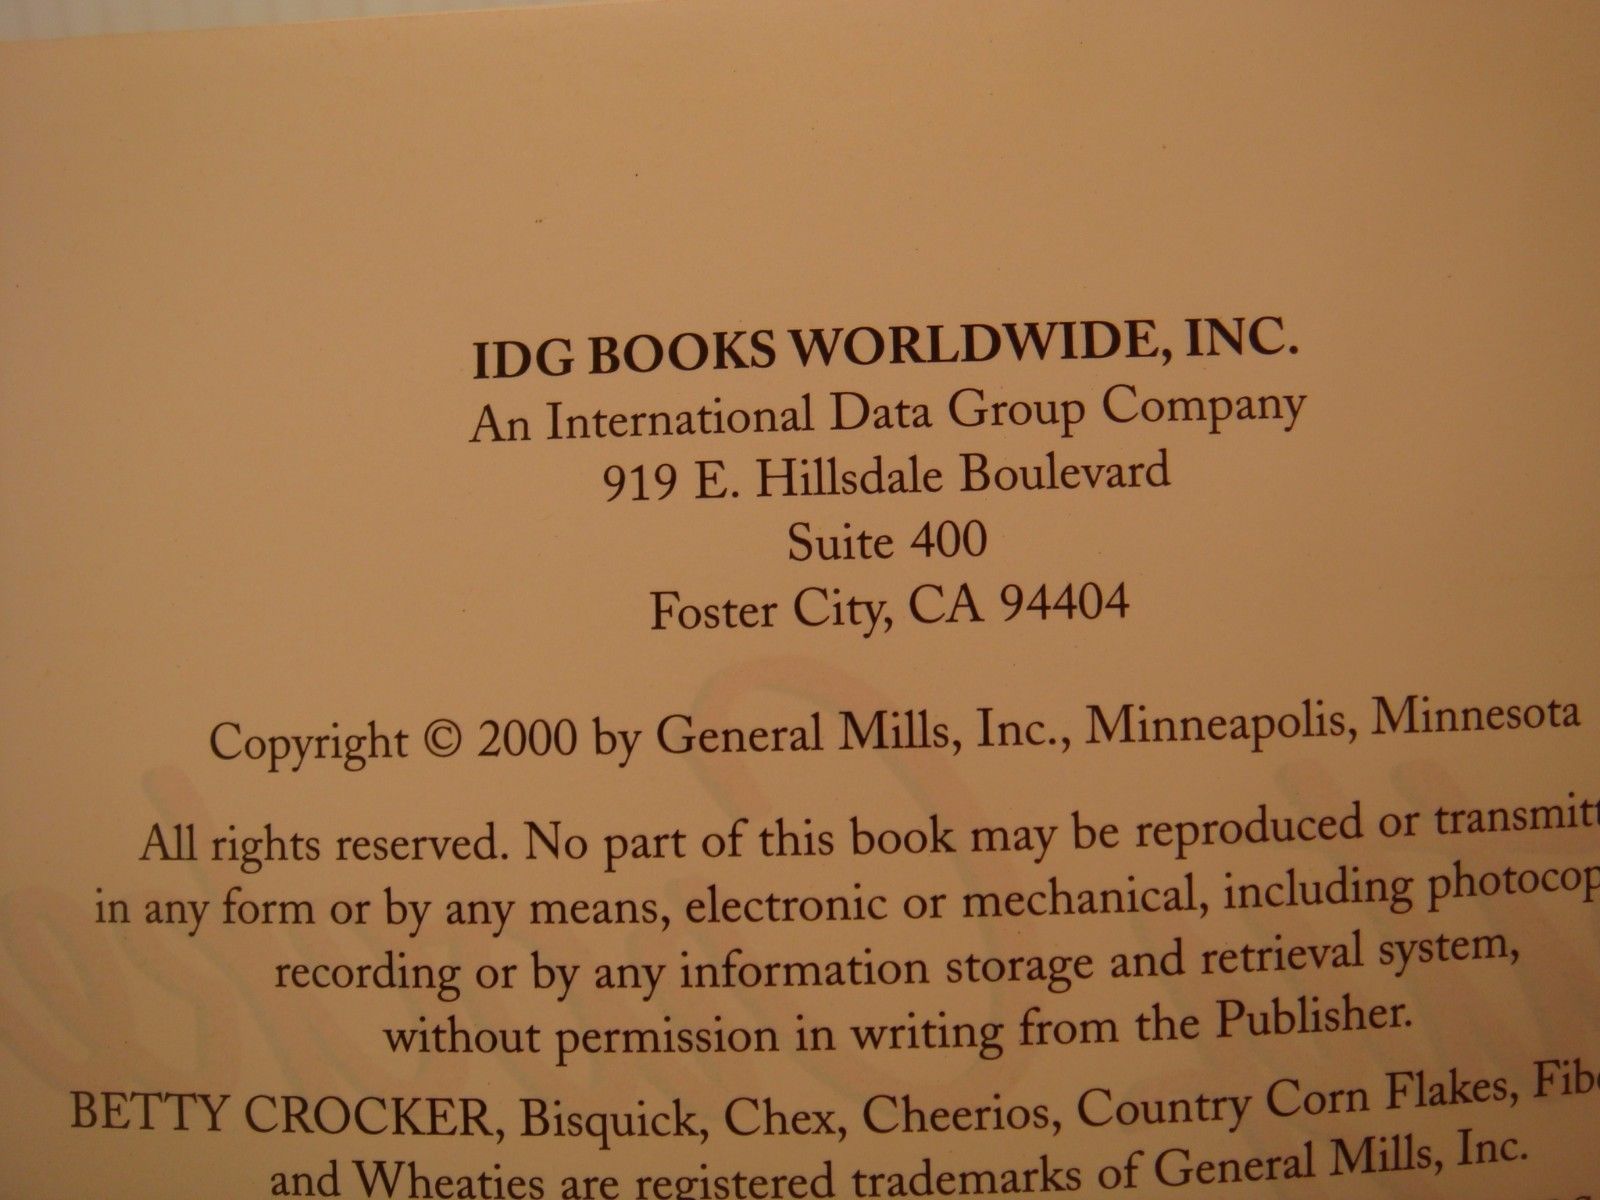 IDG BOOKS WORLDWIDE, INC.
An International Data Group Company
919 E. Hillsdale Boulevard
Suite 400
Foster City, CA 94404
Copyright © 2000 by General Mills, Inc., Minneapolis, Minnesota
All rights reserved. No part of this book may be reproduced or transmitt
in any form or by any means, electronic or mechanical, including photocop
recording or by any information storage and retrieval system,
without permission in writing from the Publisher.
BETTY CROCKER, Bisquick, Chex, Cheerios, Country Corn Flakes, Fib
and Wheaties are registered trademarks of General Mills, Inc.